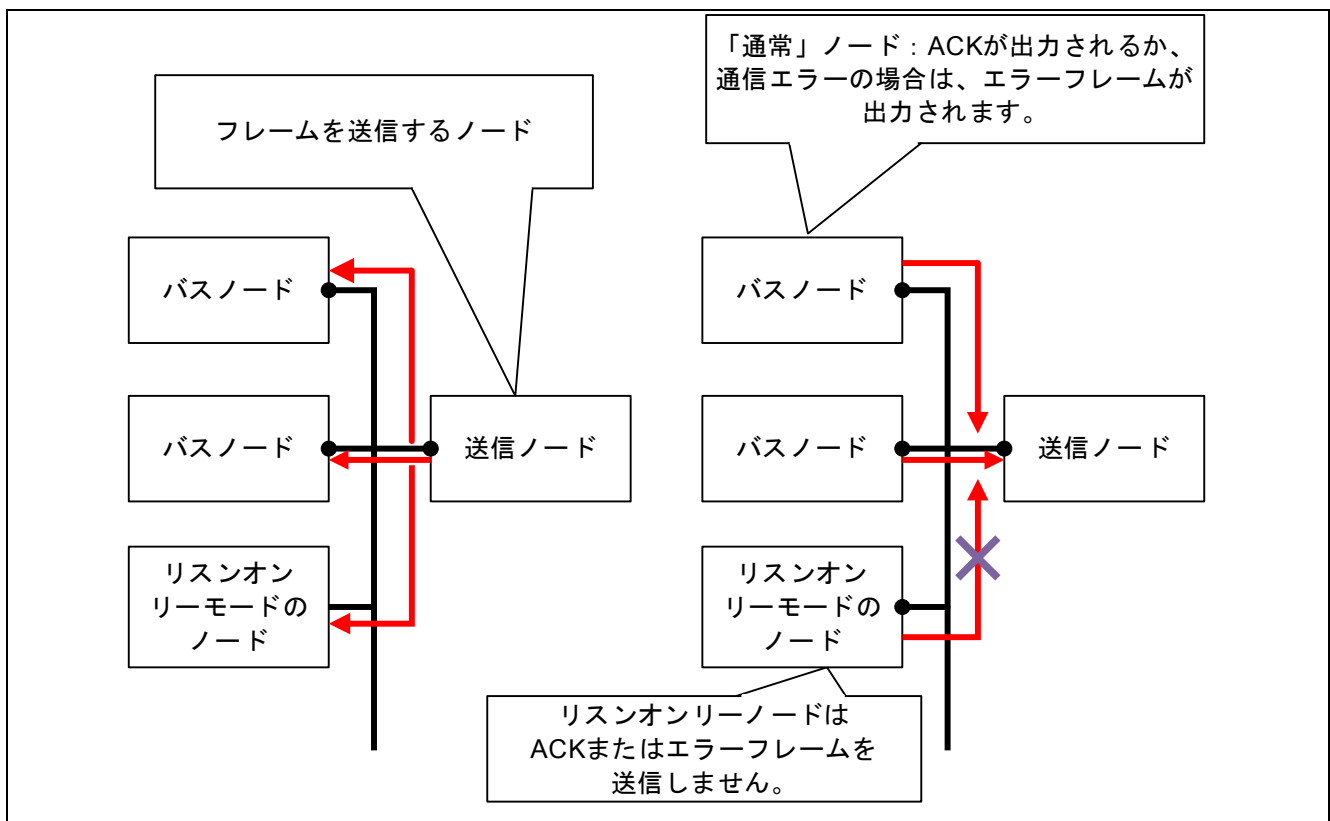 フレームを送信するノード
バスノード
バスノード
送信ノード
リスンオン
リーモードの
ノード
「通常」ノード：ACKが出力されるか、
通信エラーの場合は、エラーフレームが
出力されます。
バスノード
バスノード
送信ノード
リスンオン
リーモードの
ノード
リスンオンリーノードは
ACKまたはエラーフレームを
送信しません。